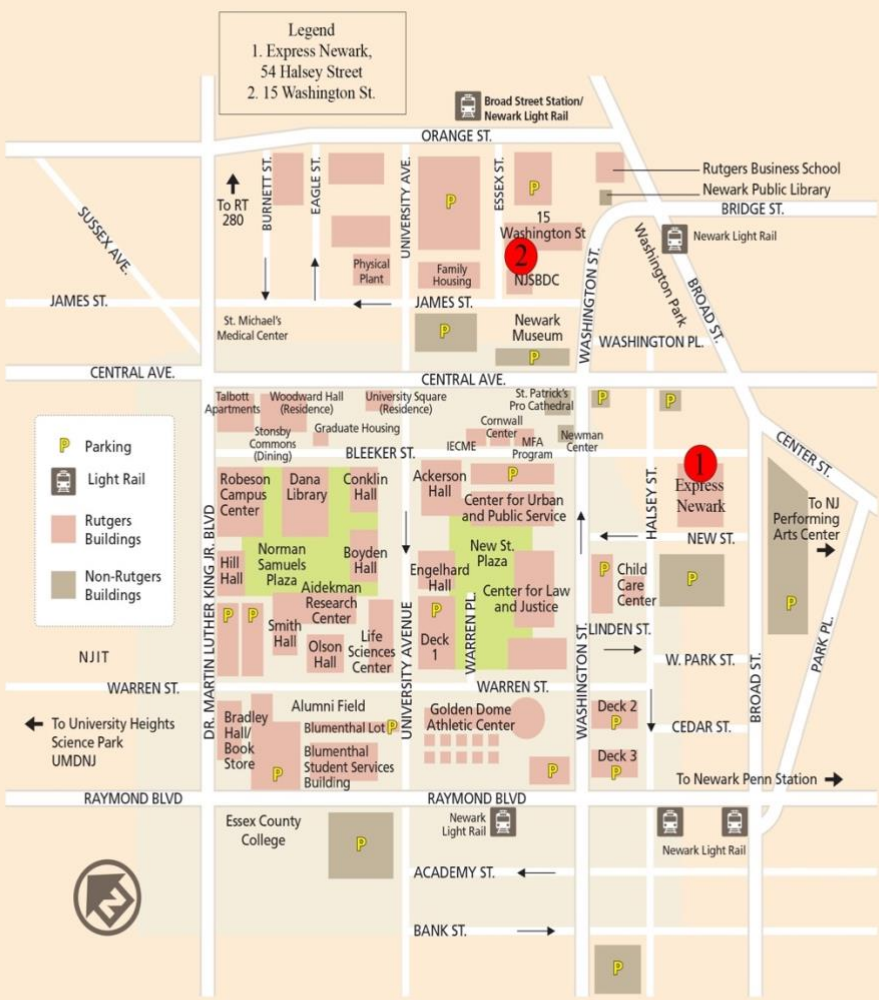 Legend
1. Express Newark,
54 Halsey Street
2. 15 Washington St.
Broad Street Station/
Newark Light Rail
ORANGE ST.
Rutgers Business School
Newark Public Library
BRIDGE ST.
To RT
280
BURNETT ST.
EAGLE ST.
UNIVERSITY AVE.
P
ESSEX ST.
P
15
Washington St
2
NJSBDC
Newark Light Rail
SUSSEX AVE.
Physical
Plant
Family
Housing
WASHINGTON ST.
Washington Park
BROAD ST.
JAMES ST.
JAMES ST.
St. Michael's
Medical Center
P
Newark
Museum
P
WASHINGTON PL.
CENTRAL AVE.
CENTRAL AVE.
Talbott
Apartments
Woodward Hall
(Residence)
University Square
(Residence)
St. Patrick's
Pro Cathedral
P
P
Stonsby
Commons
(Dining)
Graduate Housing
Cornwall
Center
IECME
MFA
Program
Newman
Center
CENTER ST.
P Parking
Light Rail
Rutgers
Buildings
Non-Rutgers
Buildings
BLEEKER ST.
Robeson
Campus
Center
Dana
Library
Conklin
Hall
Ackerson
Hall
P
Center for Urban
and Public Service
1
Express
Newark
HALSEY ST.
To NJ
Performing
Arts Center
NEW ST.
DR. MARTIN LUTHER KING JR. BLVD
Hill
Hall
Norman
Samuels
Plaza
Boyden
Hall
Engelhard
Hall
New St.
Plaza
Center for Law
and Justice
P
Child
Care
Center
P
P
Aidekman
Research
Center
P
P
Smith
Hall
Olson
Hall
Life
Sciences
Center
P
Deck
1
WARREN PL.
LINDEN ST.
W. PARK ST.
PARK PL.
NJIT
WARREN ST.
WARREN ST.
UNIVERSITY AVENUE
WASHINGTON ST.
BROAD ST.
To University Heights
Science Park
UMDNJ
Bradley
Hall/
Book
Store
Alumni Field
Blumenthal Lot P
Blumenthal
Student Services
Building
P
Golden Dome
Athletic Center
P
Deck 2
P
Deck 3
P
CEDAR ST.
To Newark Penn Station
RAYMOND BLVD
RAYMOND BLVD
Essex County
College
P
Newark
Light Rail
Newark Light Rail
ACADEMY ST.
N
BANK ST.
P